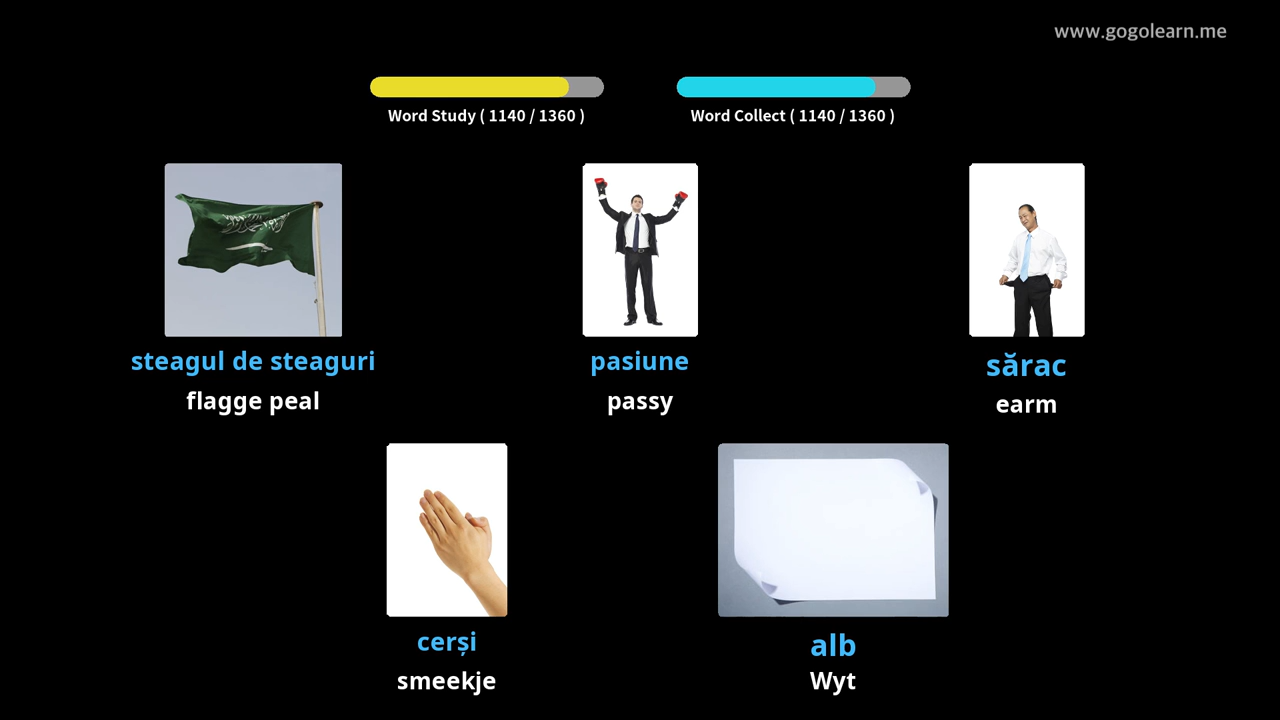 www.gogolearn.me
Word Study ( 1140 / 1360 )
Word Collect ( 1140 / 1360 )
steagul de steaguri
flagge peal
pasiune
passy
sărac
earm
cerși
smeekje
alb
Wyt